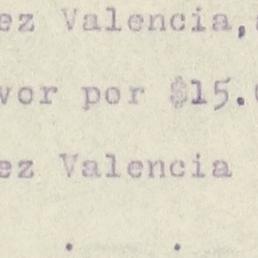 ez Valencia,
vor por $15.
ez Valencia
. .